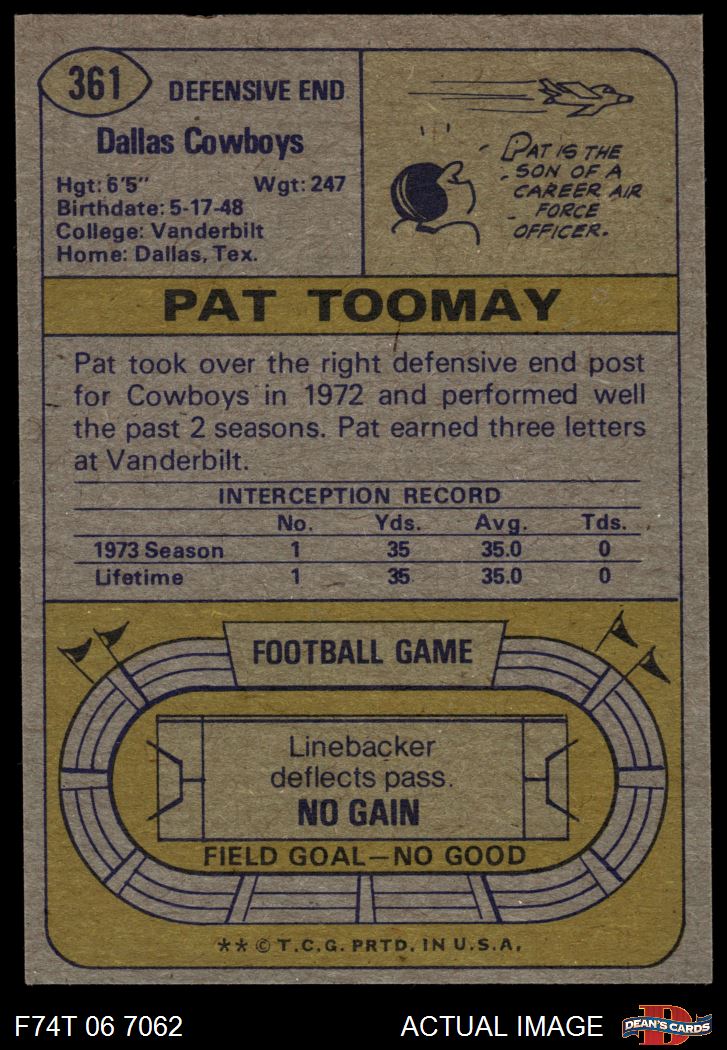 361
DEFENSIVE END
Dallas Cowboys
Hgt: 6'5" Wgt: 247
Birthdate: 5-17-48
College: Vanderbilt
Home: Dallas, Tex.
PAT IS THE
SON OF A
CAREER AIR
FORCE
OFFICER.
PAT TOOMAY
Pat took over the right defensive end post
for Cowboys in 1972 and performed well
the past 2 seasons. Pat earned three letters
at Vanderbilt.
INTERCEPTION RECORD
No. Yds. Avg. Tds.
1973 Season 1 35 35.0 0
Lifetime 1 35 35.0 0
FOOTBALL GAME
Linebacker
deflects pass.
NO GAIN
FIELD GOAL—NO GOOD
** © T.C.G. PRTD. IN U.S.A.
F74T 06 7062 ACTUAL IMAGE
D
DEAN'S CARDS